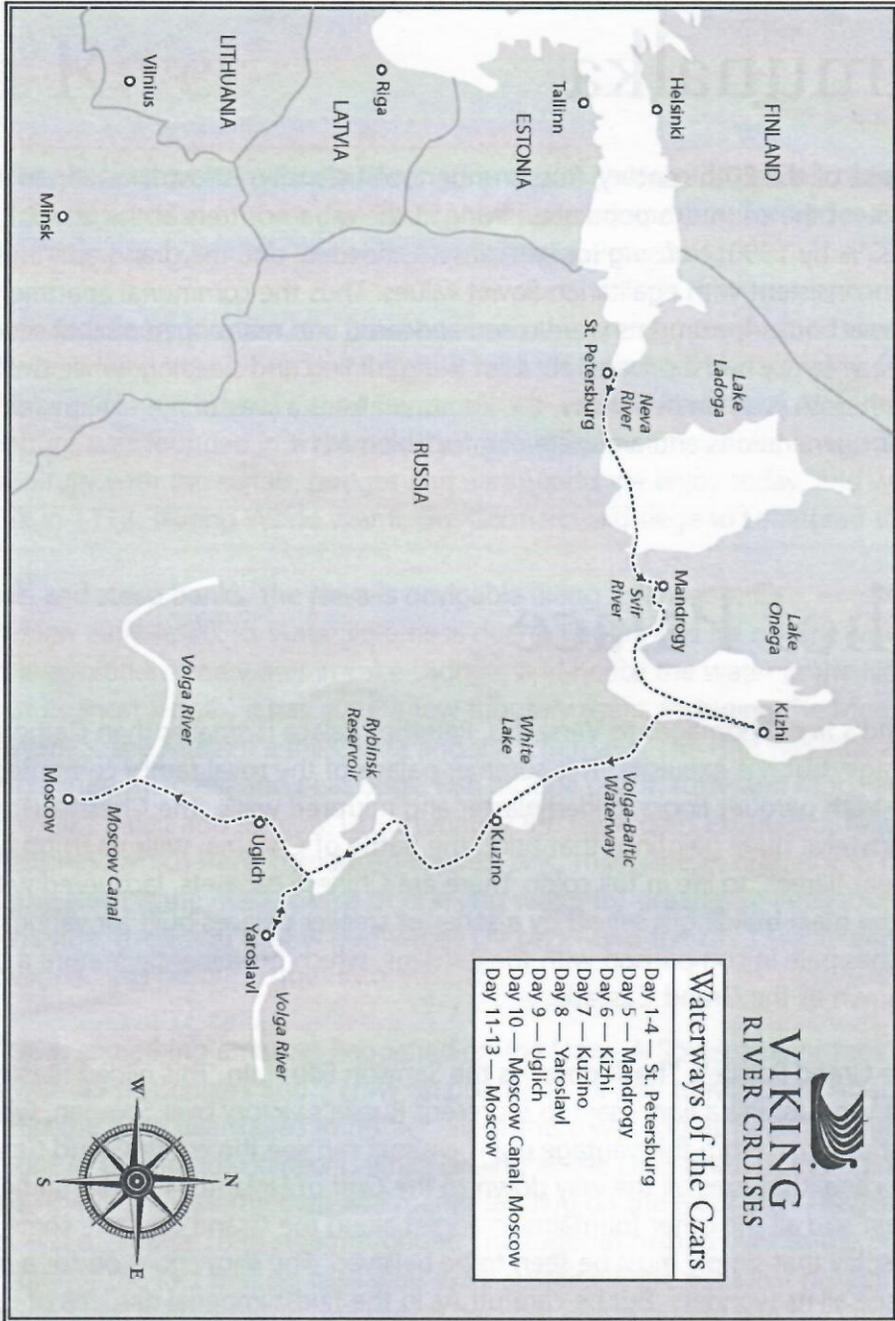 VIKING
RIVER CRUISES
Waterways of the Czars
Day 1-4 — St. Petersburg
Day 5 — Mandrogy
Day 6 — Kizhi
Day 7 — Kuzino
Day 8 — Yaroslavl
Day 9 — Uglich
Day 10 — Moscow Canal, Moscow
Day 11-13 — Moscow
FINLAND
Helsinki
Tallinn
ESTONIA
Riga
LATVIA
LITHUANIA
Vilnius
Minsk
Lake
Ladoga
Neva
River
St. Petersburg
RUSSIA
Lake
Onega
Mandrogy
Svir
River
Kizhi
Volga-Baltic
Waterway
White
Lake
Kuzino
Rybinsk
Reservoir
Volga River
Uglich
Yaroslavl
Volga River
Moscow Canal
Moscow
N
W
E
S